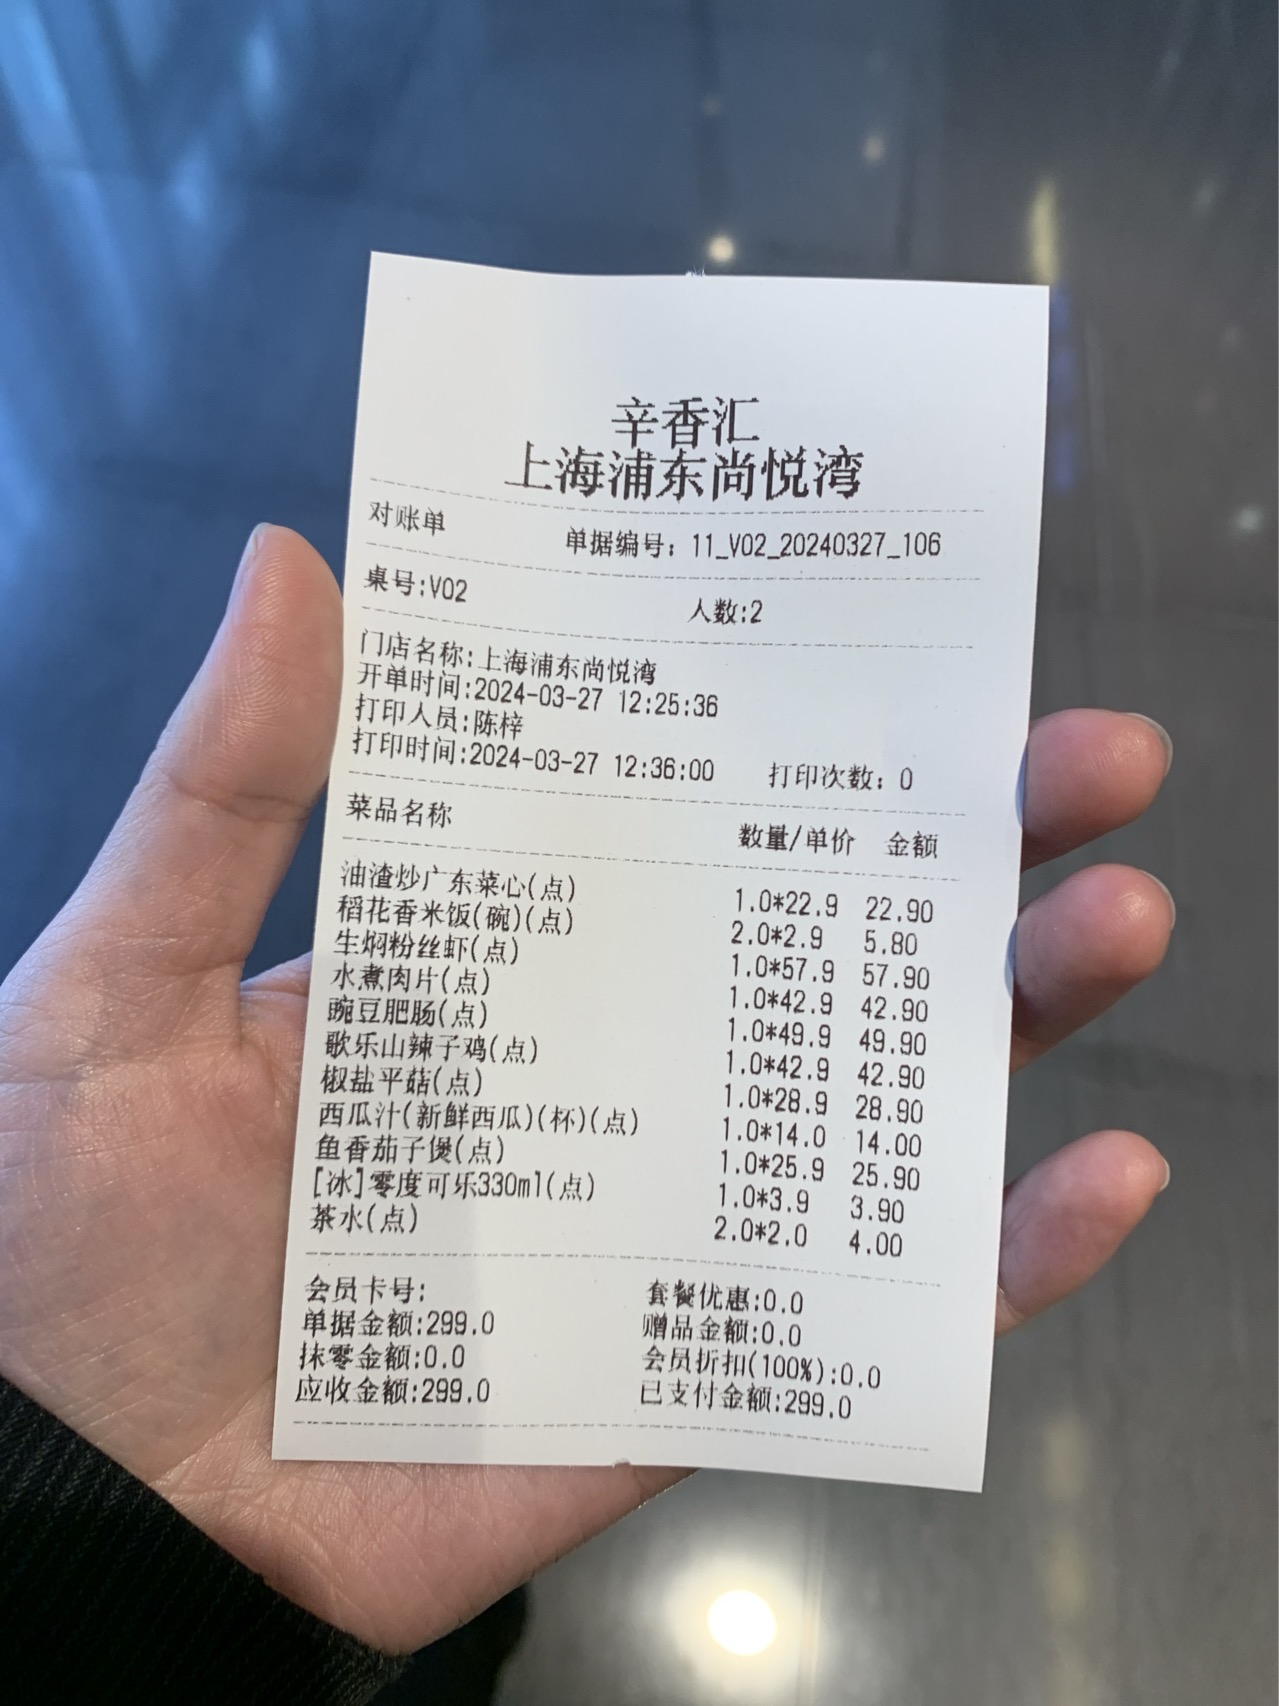 辛香汇
上海浦东尚悦湾
对账单 单据编号：11_V02_20240327_106
桌号:V02 人数:2
门店名称:上海浦东尚悦湾
开单时间:2024-03-27 12:25:36
打印人员:陈梓
打印时间:2024-03-27 12:36:00 打印次数：0
菜品名称 数量/单价 金额
油渣炒广东菜心(点) 1.0*22.9 22.90
稻花香米饭(碗)(点) 2.0*2.9 5.80
生焖粉丝虾(点) 1.0*57.9 57.90
水煮肉片(点) 1.0*42.9 42.90
豌豆肥肠(点) 1.0*49.9 49.90
歌乐山辣子鸡(点) 1.0*42.9 42.90
椒盐平菇(点) 1.0*28.9 28.90
西瓜汁(新鲜西瓜)(杯)(点) 1.0*14.0 14.00
鱼香茄子煲(点) 1.0*25.9 25.90
[冰]零度可乐330ml(点) 1.0*3.9 3.90
茶水(点) 2.0*2.0 4.00
会员卡号: 套餐优惠:0.0
单据金额:299.0 赠品金额:0.0
抹零金额:0.0 会员折扣(100%):0.0
应收金额:299.0 已支付金额:299.0